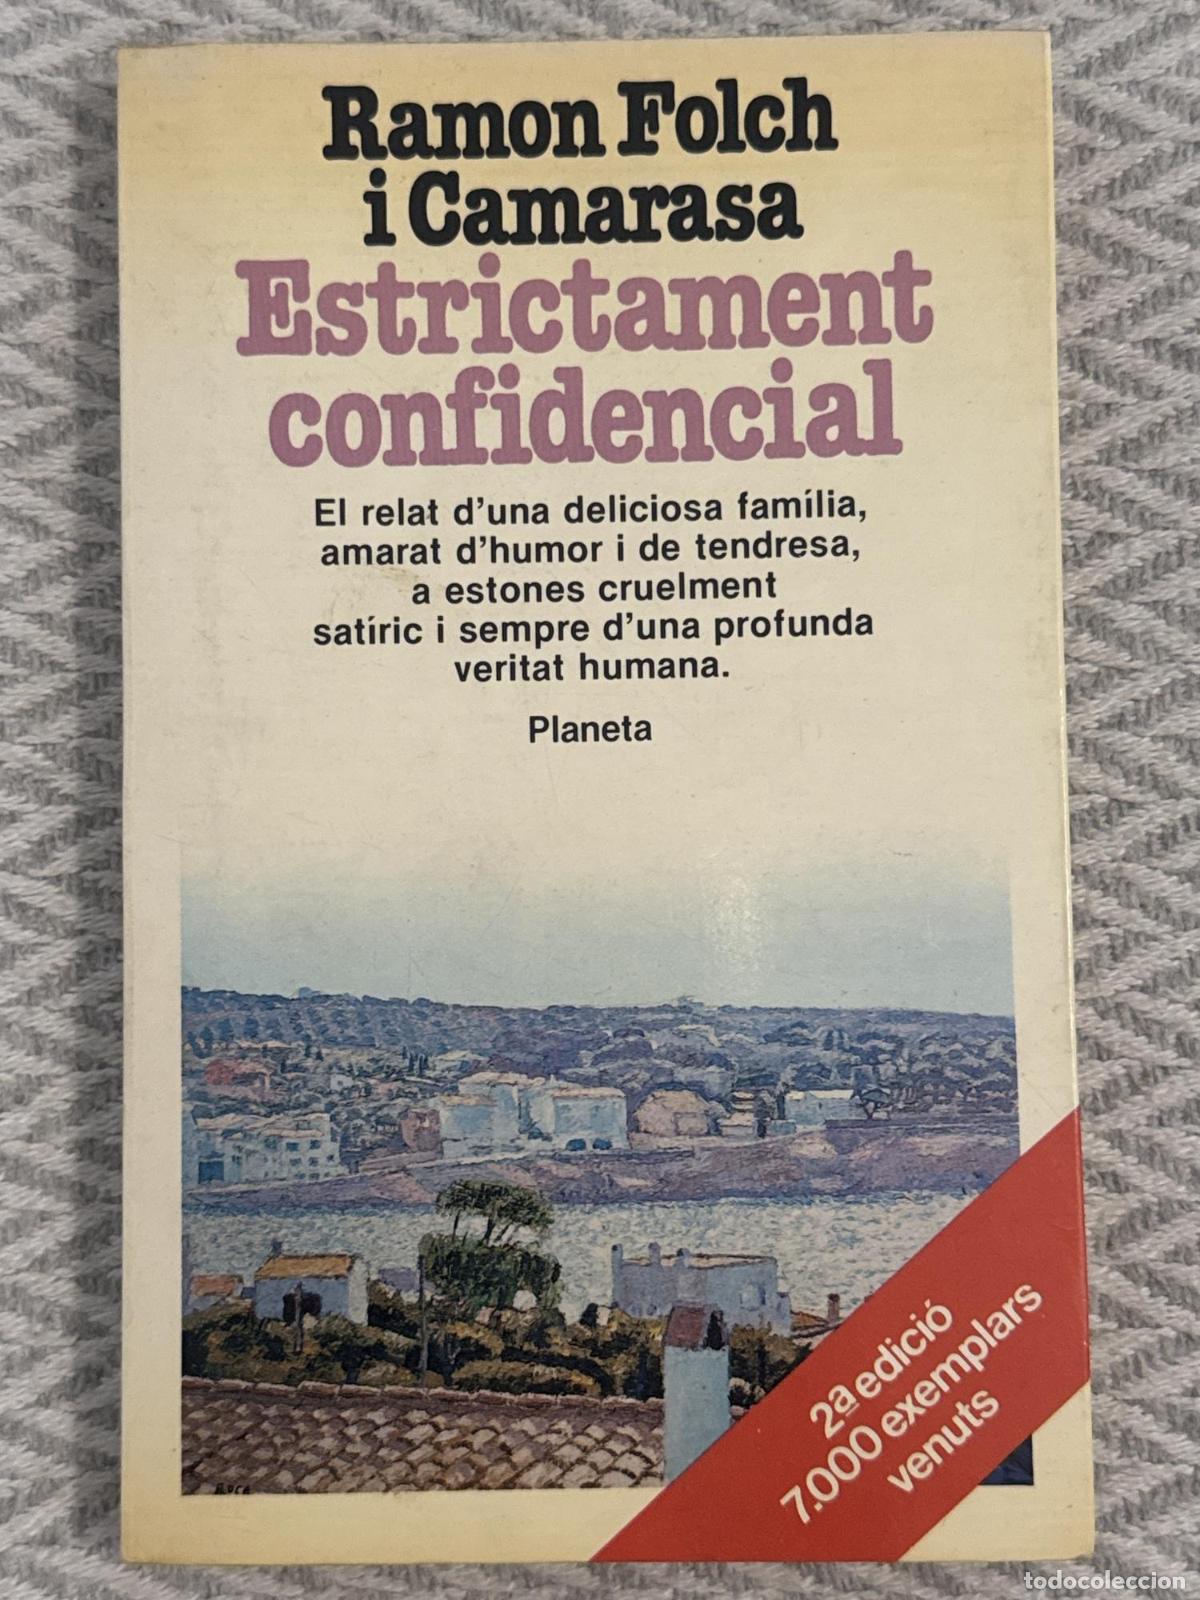 Ramon Folch
i Camarasa
Estrictament
confidencial
El relat d'una deliciosa família,
amarat d'humor i de tendresa,
a estones cruelment
satíric i sempre d'una profunda
veritat humana.
Planeta
2ª edició
7.000 exemplars
venuts
ROCA
todocoleccion